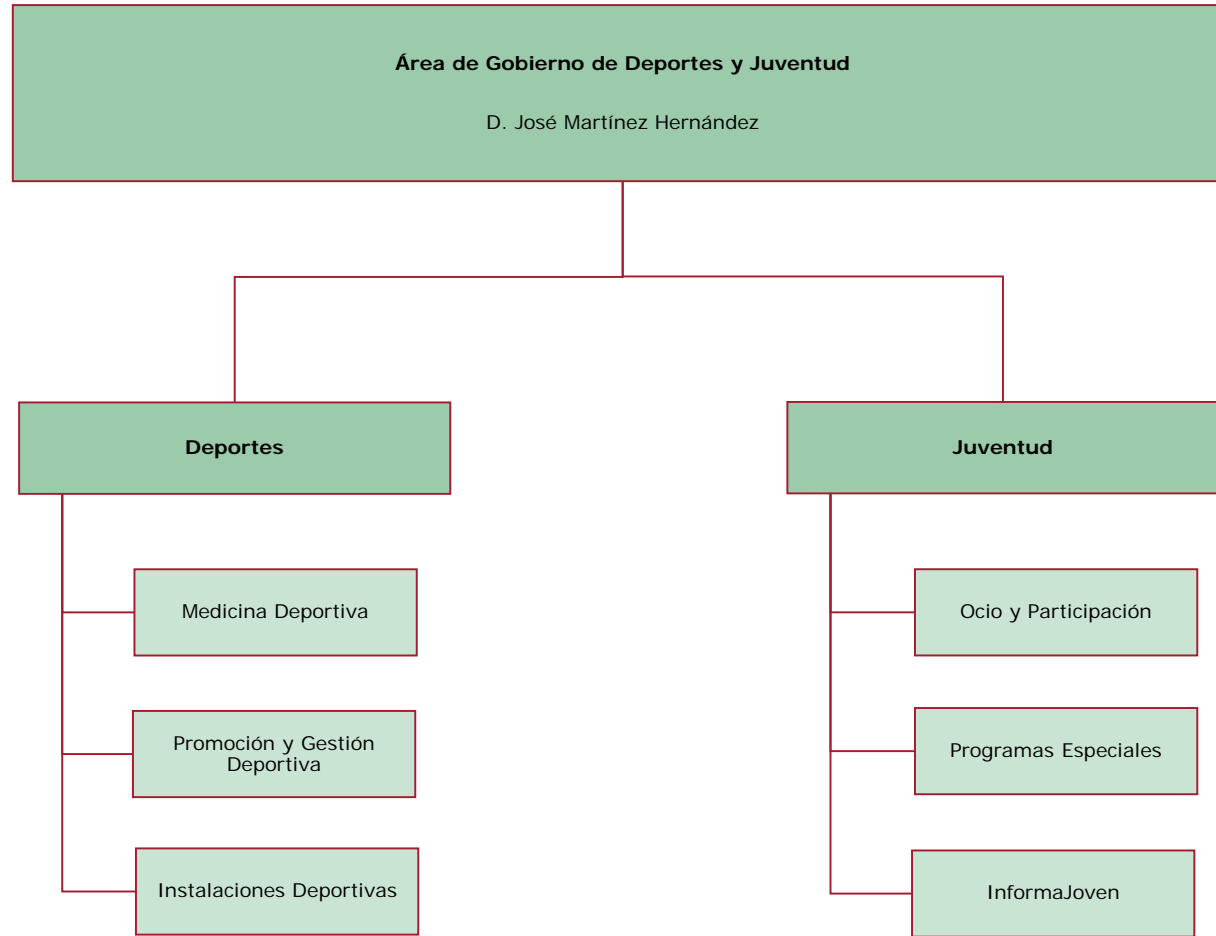 Área de Gobierno de Deportes y Juventud
D. José Martínez Hernández
Deportes
Juventud
Medicina Deportiva
Ocio y Participación
Promoción y Gestión
Deportiva
Programas Especiales
Instalaciones Deportivas
InformaJoven